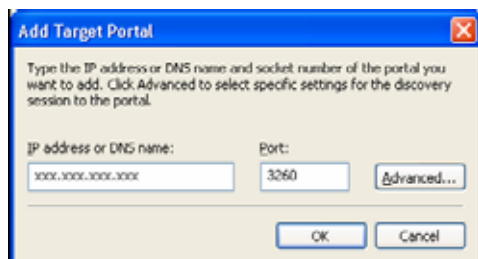 Add Target Portal
Type the IP address or DNS name and socket number of the portal you
want to add. Click Advanced to select specific settings for the discovery
session to the portal.
IP address or DNS name:
Port:
xxx.xxx.xxx.xxx
3260
Advanced...
OK
Cancel